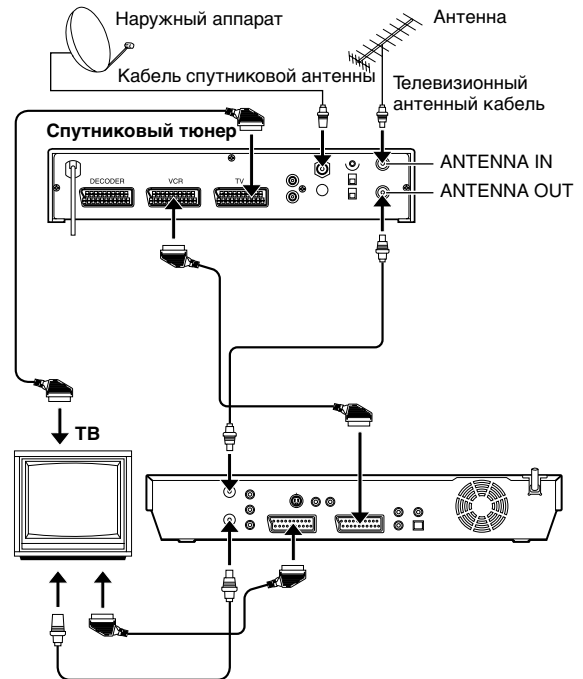 Наружный аппарат
Антенна
Кабель спутниковой антенны
Телевизионный
антенный кабель
Спутниковый тюнер
ANTENNA IN
DECODER
VCR
TV
ANTENNA OUT
ТВ